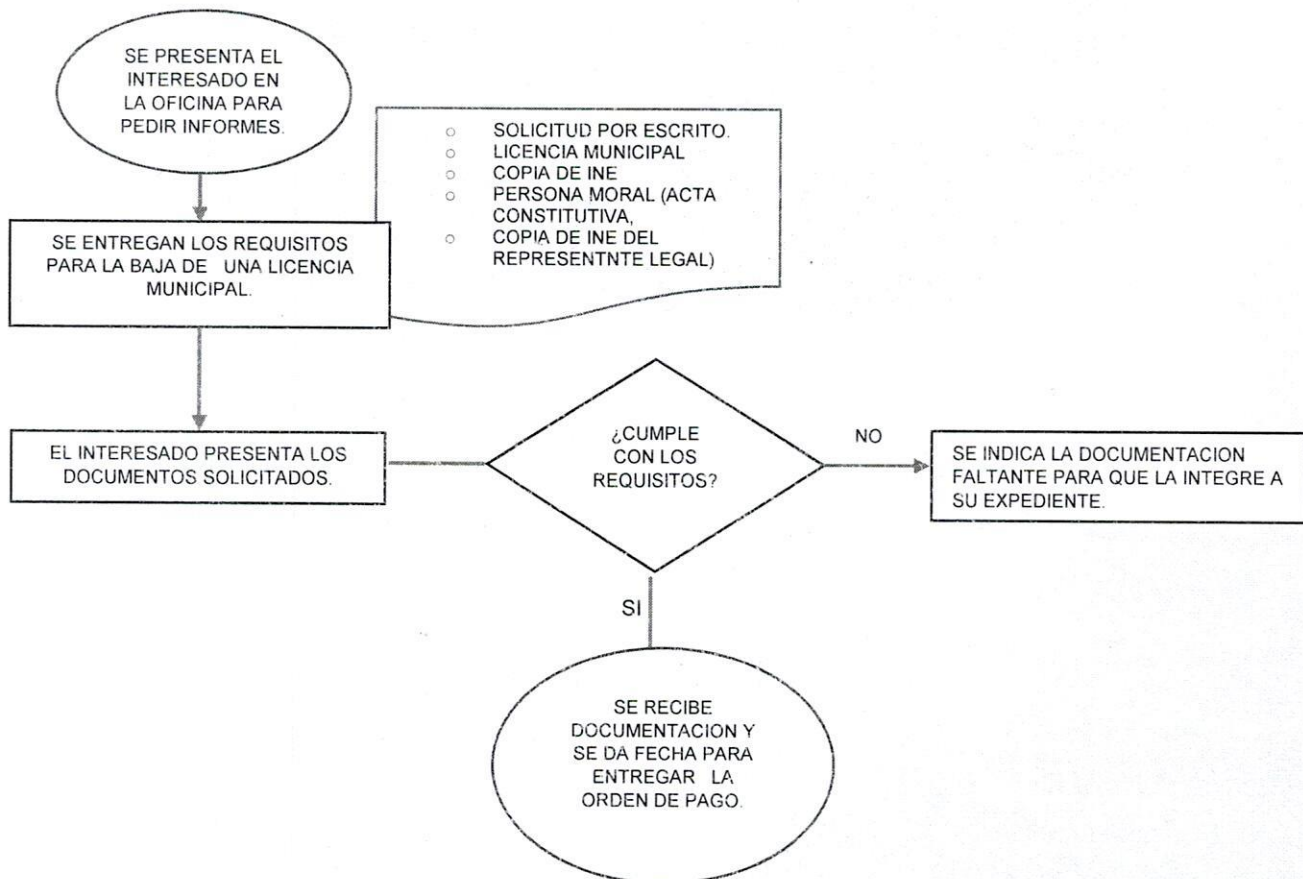 SE PRESENTA EL
INTERESADO EN
LA OFICINA PARA
PEDIR INFORMES.
○ SOLICITUD POR ESCRITO.
○ LICENCIA MUNICIPAL
○ COPIA DE INE
○ PERSONA MORAL (ACTA
CONSTITUTIVA,
○ COPIA DE INE DEL
REPRESENTNTE LEGAL)
SE ENTREGAN LOS REQUISITOS
PARA LA BAJA DE UNA LICENCIA
MUNICIPAL.
EL INTERESADO PRESENTA LOS
DOCUMENTOS SOLICITADOS.
¿CUMPLE
CON LOS
REQUISITOS?
NO
SE INDICA LA DOCUMENTACION
FALTANTE PARA QUE LA INTEGRE A
SU EXPEDIENTE.
SI
SE RECIBE
DOCUMENTACION Y
SE DA FECHA PARA
ENTREGAR LA
ORDEN DE PAGO.